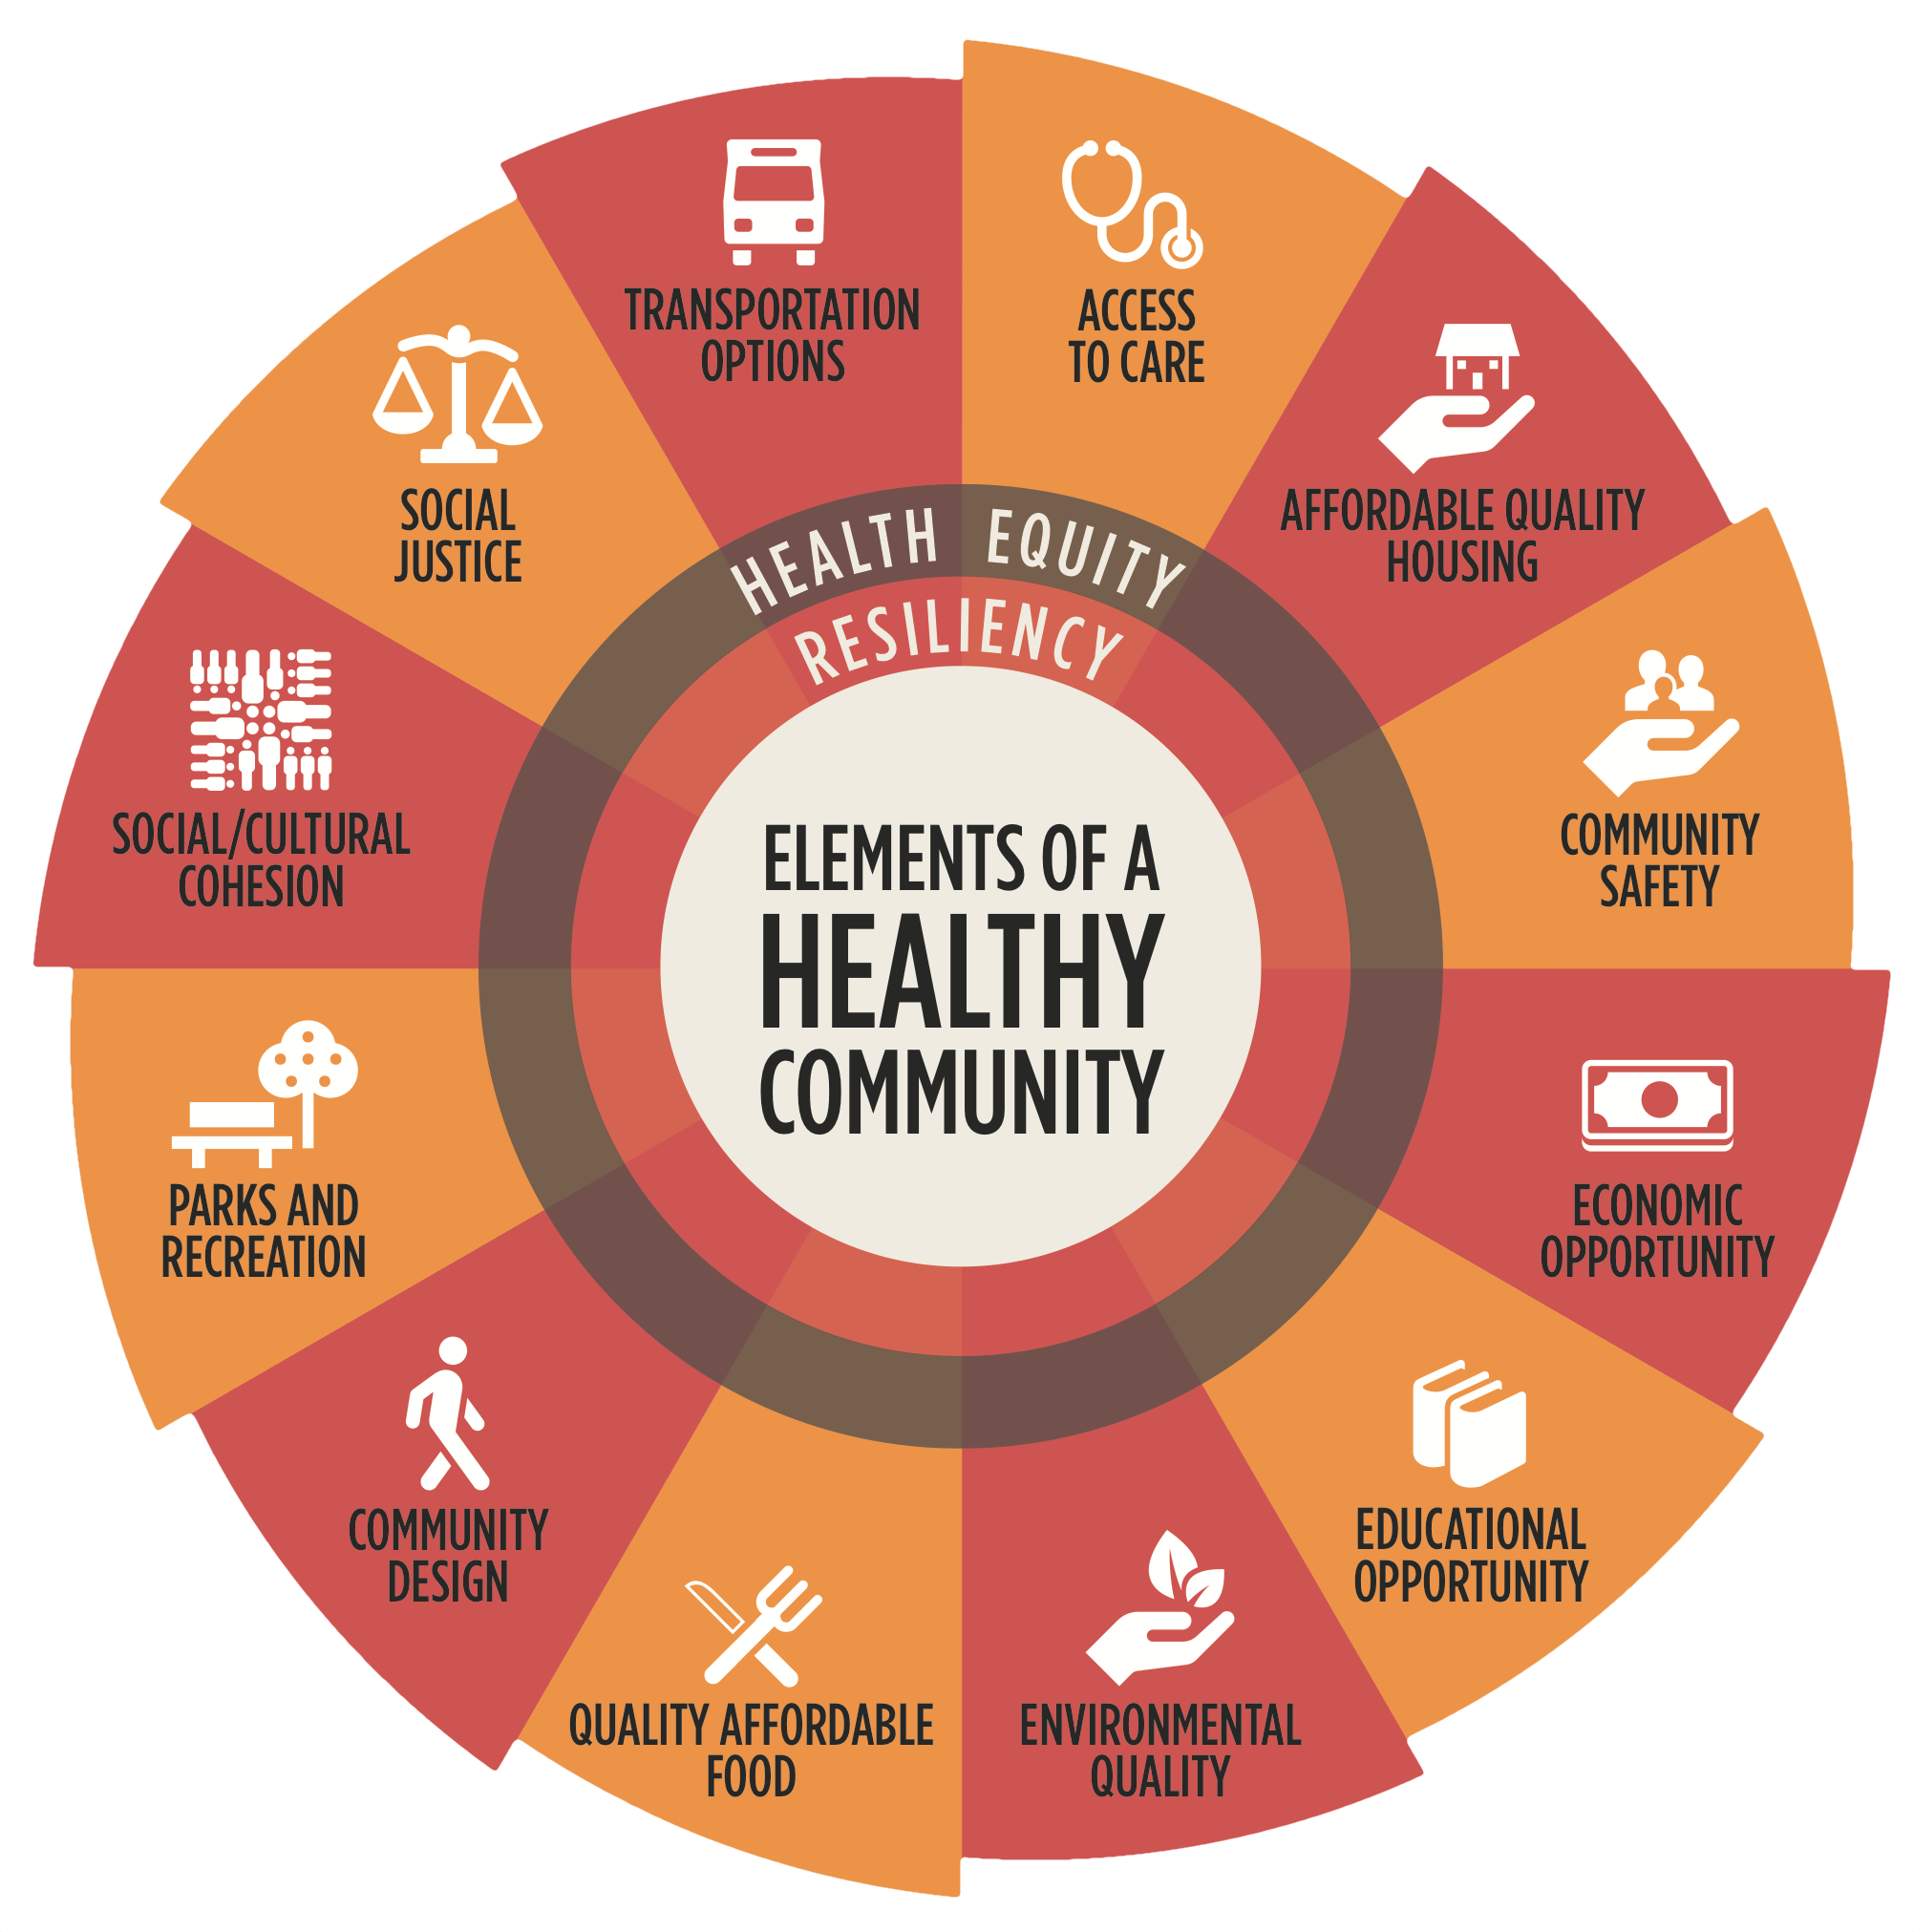 TRANSPORTATION
OPTIONS
ACCESS
TO CARE
AFFORDABLE QUALITY
HOUSING
COMMUNITY
SAFETY
ECONOMIC
OPPORTUNITY
EDUCATIONAL
OPPORTUNITY
ENVIRONMENTAL
QUALITY
QUALITY AFFORDABLE
FOOD
COMMUNITY
DESIGN
PARKS AND
RECREATION
SOCIAL/CULTURAL
COHESION
SOCIAL
JUSTICE
HEALTH EQUITY
RESILIENCY
ELEMENTS OF A
HEALTHY
COMMUNITY